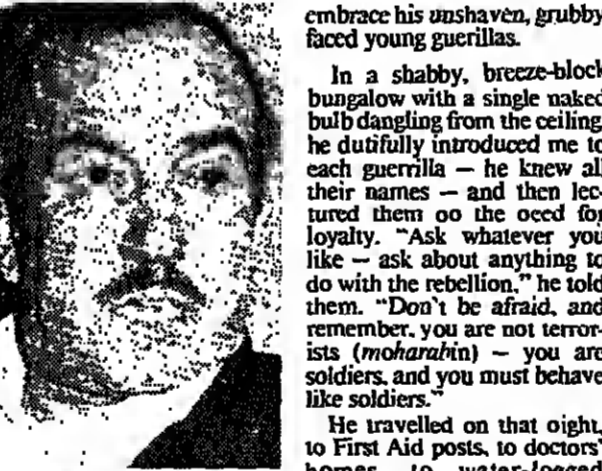 embrace his unshaven, grubby
faced young guerillas.
In a shabby, breeze-block
bungalow with a single naked
bulb dangling from the ceiling,
he dutifully introduced me to
each guerrilla — he knew all
their names — and then lec-
tured them oo the oeed for
loyalty. "Ask whatever you
like — ask about anything to
do with the rebellion," he told
them. "Don't be afraid, and
remember, you are not terror-
ists (moharabin) — you are
soldiers, and you must behave
like soldiers."
He travelled on that oight,
to First Aid posts, to doctors'
homes, to water-logged